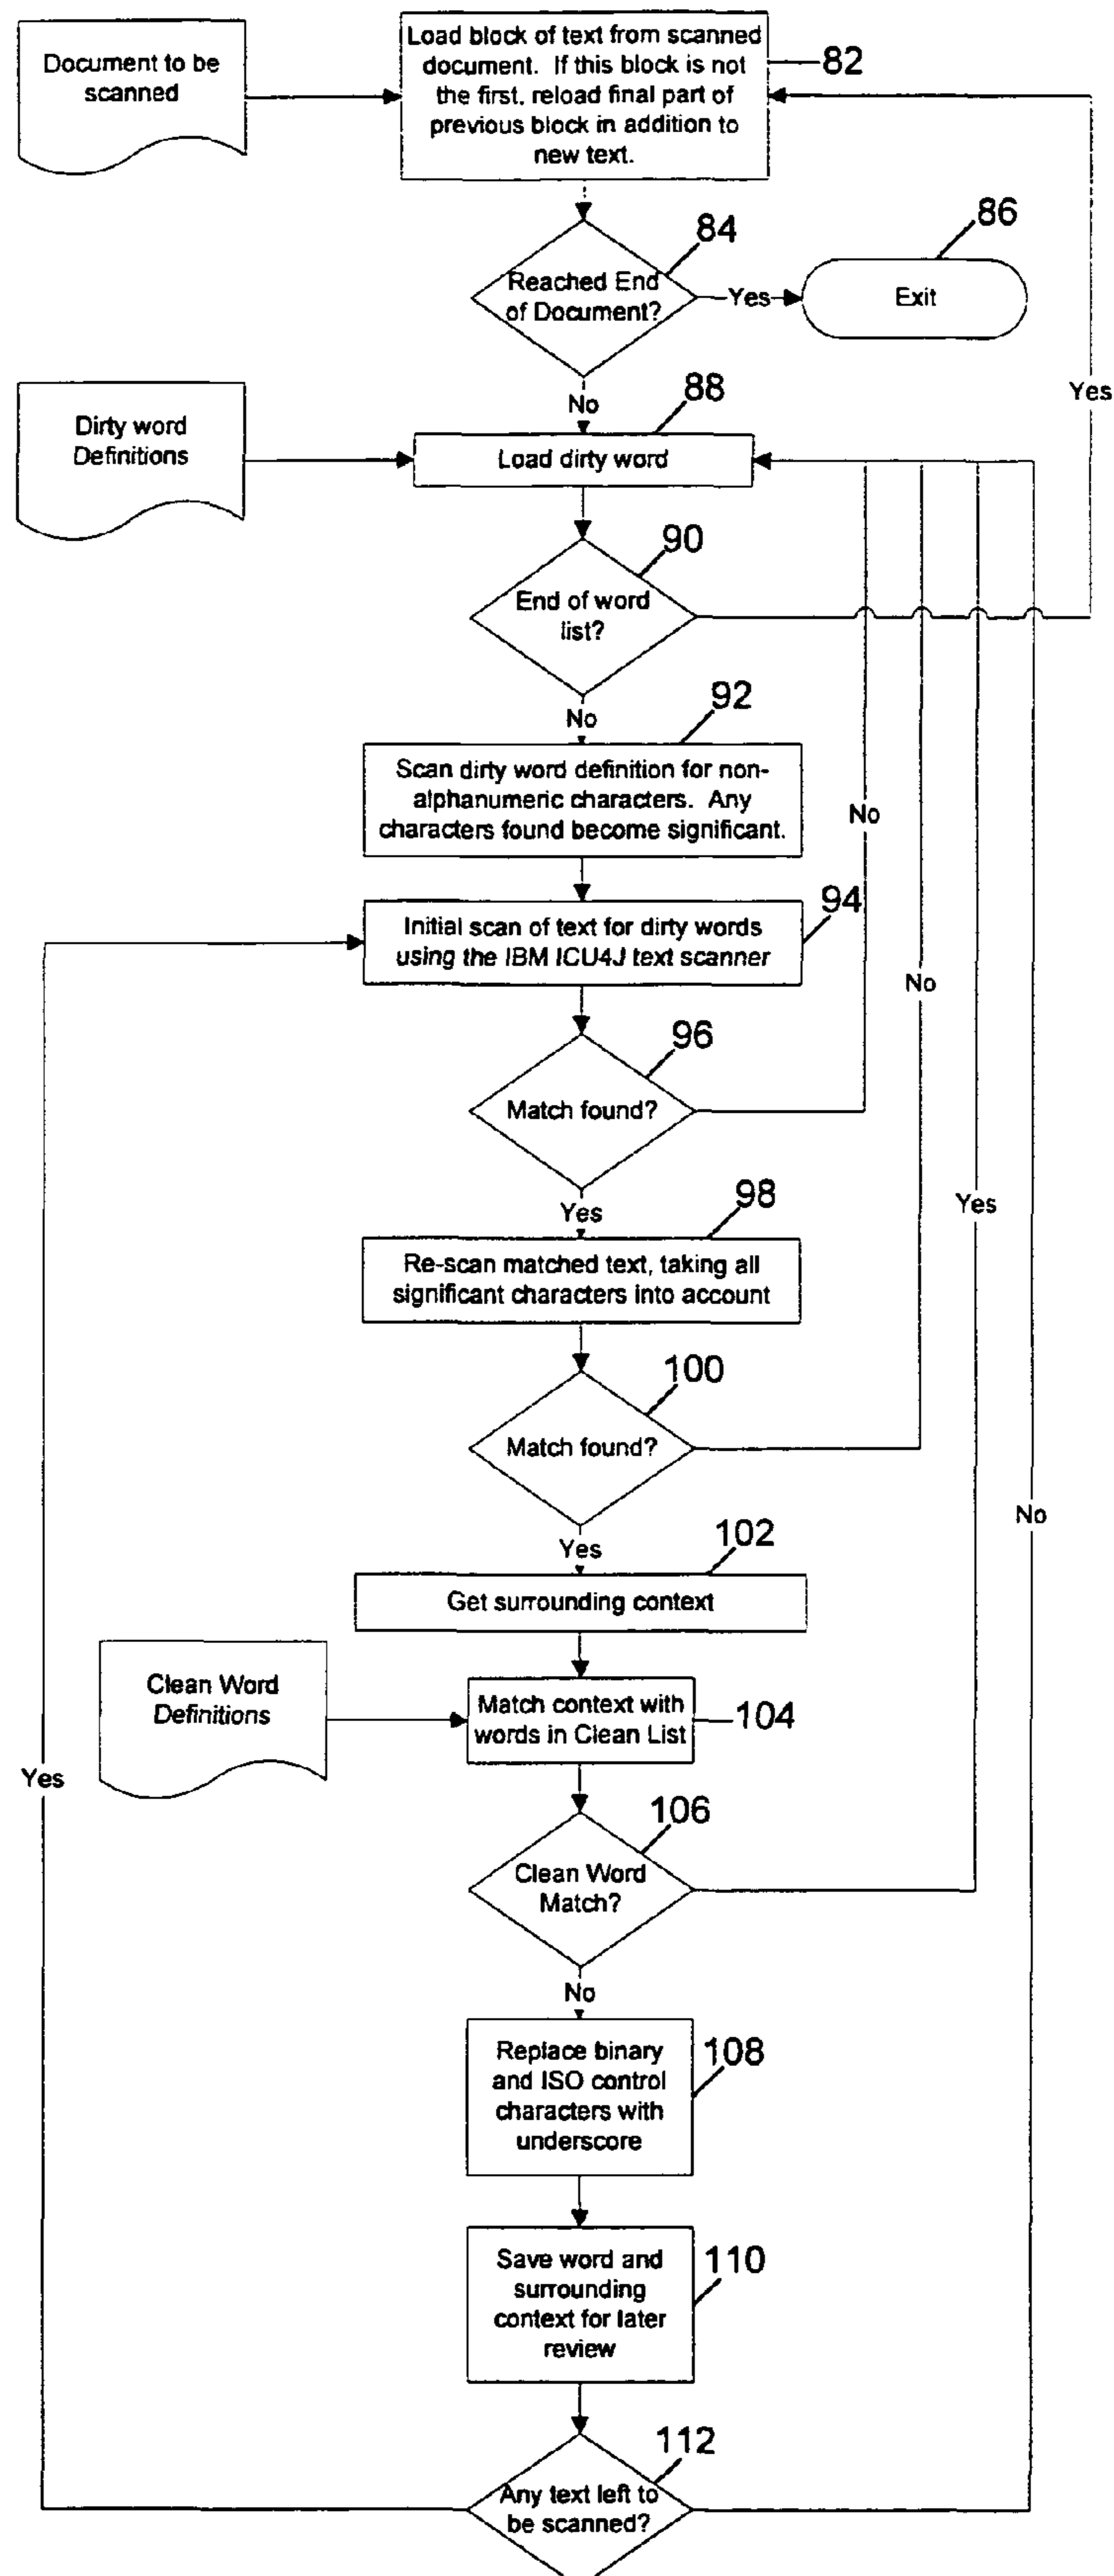 Document to be
scanned
Load block of text from scanned
document. If this block is not
the first, reload final part of
previous block in addition to
new text.
82
84
86
Reached End
of Document?
Yes
Exit
Yes
No
88
Dirty word
Definitions
Load dirty word
90
End of word
list?
No
92
Scan dirty word definition for non-
alphanumeric characters. Any
characters found become significant.
No
94
Initial scan of text for dirty words
using the IBM ICU4J text scanner
No
96
Match found?
Yes
98
Yes
Re-scan matched text, taking all
significant characters into account
100
Match found?
No
Yes
102
Get surrounding context
Clean Word
Definitions
Match context with
words in Clean List
104
Yes
106
Clean Word
Match?
No
Replace binary
and ISO control
characters with
underscore
108
Save word and
surrounding
context for later
review
110
112
Any text left to
be scanned?